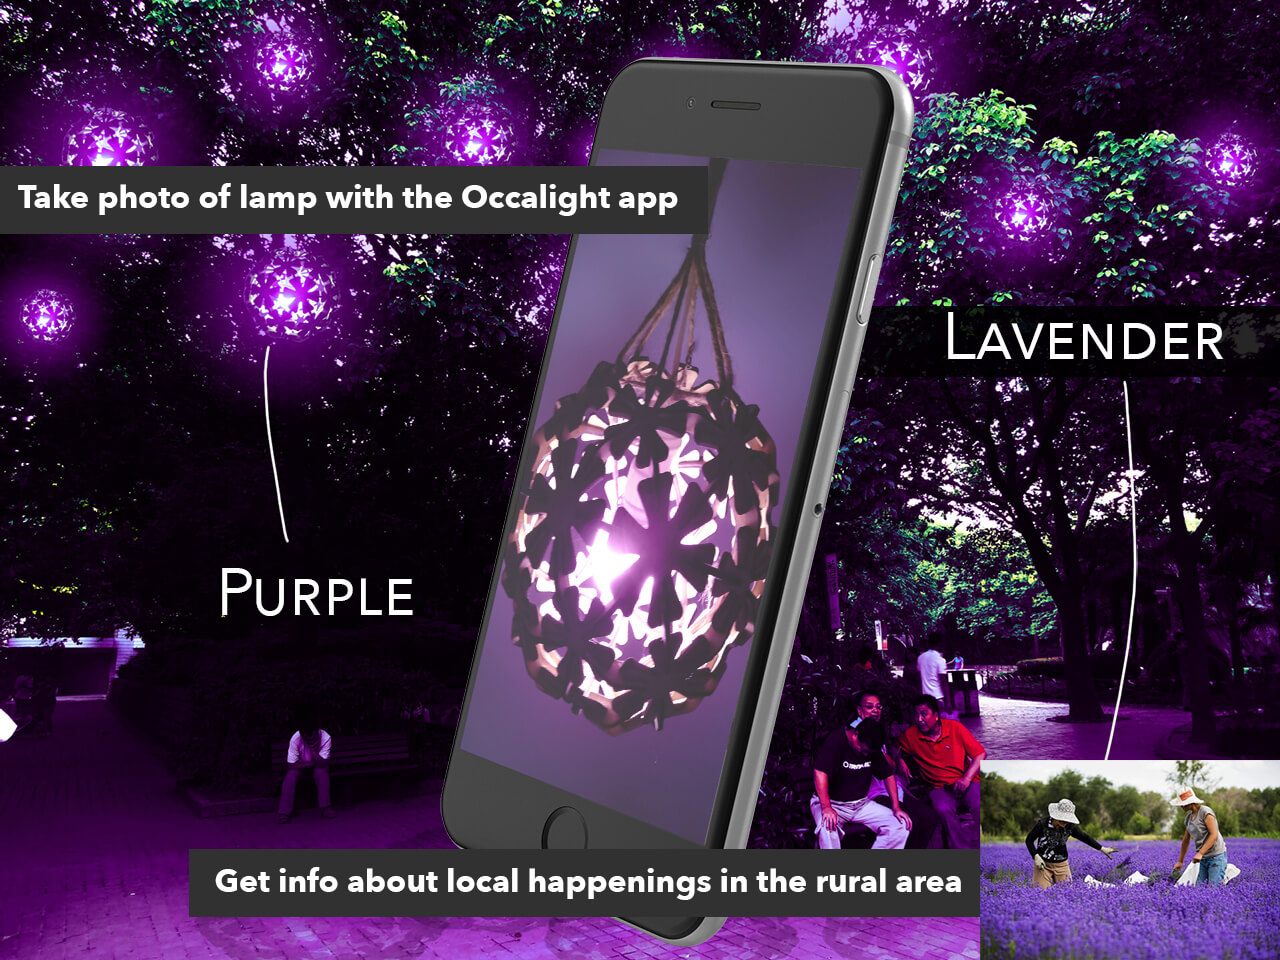 Take photo of lamp with the Occalight app
LAVENDER
PURPLE
Get info about local happenings in the rural area